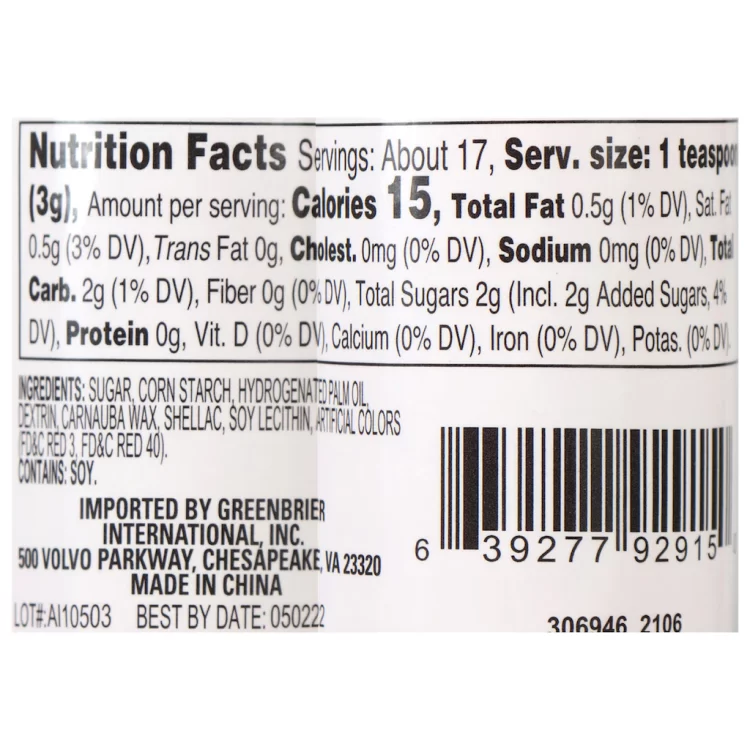 Nutrition Facts Servings: About 17, Serv. size: 1 teaspoon
(3g), Amount per serving: Calories 15, Total Fat 0.5g (1% DV), Sat. Fat
0.5g (3% DV), Trans Fat 0g, Cholest. 0mg (0% DV), Sodium 0mg (0% DV), Total
Carb. 2g (1% DV), Fiber 0g (0% DV), Total Sugars 2g (Incl. 2g Added Sugars, 4%
DV), Protein 0g, Vit. D (0% DV), Calcium (0% DV), Iron (0% DV), Potas. (0% DV).
INGREDIENTS: SUGAR, CORN STARCH, HYDROGENATED PALM OIL,
DEXTRIN, CARNAUBA WAX, SHELLAC, SOY LECITHIN, ARTIFICIAL COLORS
(FD&C RED 3, FD&C RED 40).
CONTAINS: SOY.
IMPORTED BY GREENBRIER
INTERNATIONAL, INC.
500 VOLVO PARKWAY, CHESAPEAKE, VA 23320
MADE IN CHINA
LOT#:AI10503 BEST BY DATE: 050222
6 39277 92915
306946 2106